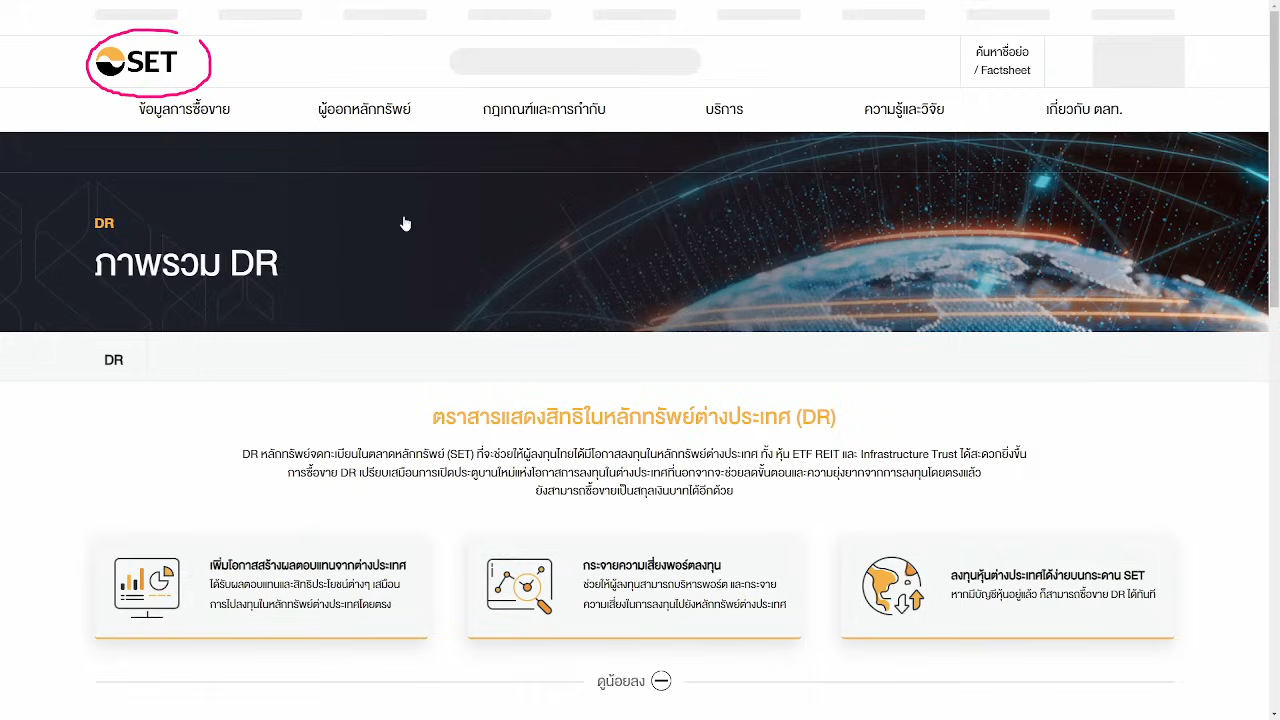 SET
ค้นหาชื่อย่อ
/ Factsheet
ข้อมูลการซื้อขาย
ผู้ออกหลักทรัพย์
กฎเกณฑ์และการกำกับ
บริการ
ความรู้และวิจัย
เกี่ยวกับ ตลท.
DR
ภาพรวม DR
DR
ตราสารแสดงสิทธิในหลักทรัพย์ต่างประเทศ (DR)
DR หลักทรัพย์จดทะเบียนในตลาดหลักทรัพย์ (SET) ที่จะช่วยให้ผู้ลงทุนไทยได้มีโอกาสลงทุนในหลักทรัพย์ต่างประเทศ ทั้ง หุ้น ETF REIT และ Infrastructure Trust ได้สะดวกยิ่งขึ้น
การซื้อขาย DR เปรียบเสมือนการเปิดประตูบานใหม่แห่งโอกาสการลงทุนในต่างประเทศที่นอกจากจะช่วยลดขั้นตอนและความยุ่งยากจากการลงทุนโดยตรงแล้ว
ยังสามารถซื้อขายเป็นสกุลเงินบาทได้อีกด้วย
เพิ่มโอกาสสร้างผลตอบแทนจากต่างประเทศ
ได้รับผลตอบแทนและสิทธิประโยชน์ต่างๆ เสมือน
การไปลงทุนในหลักทรัพย์ต่างประเทศโดยตรง
กระจายความเสี่ยงพอร์ตลงทุน
ช่วยให้ผู้ลงทุนสามารถบริหารพอร์ต และกระจาย
ความเสี่ยงในการลงทุนไปยังหลักทรัพย์ต่างประเทศ
ลงทุนหุ้นต่างประเทศได้ง่ายบนกระดาน SET
หากมีบัญชีหุ้นอยู่แล้ว ก็สามารถซื้อขาย DR ได้ทันที
ดูน้อยลง